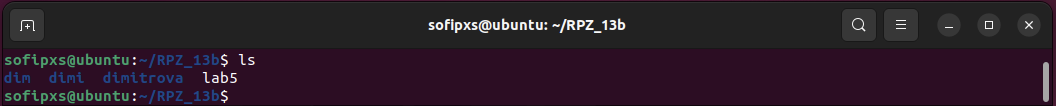 sofipxs@ubuntu: ~/RPZ_13b
sofipxs@ubuntu:~/RPZ_13b$ ls
dim  dimi  dimitrova  lab5
sofipxs@ubuntu:~/RPZ_13b$